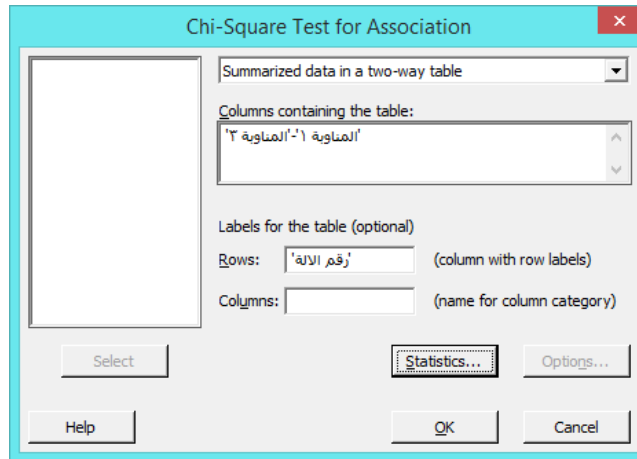 Chi-Square Test for Association
Summarized data in a two-way table
Columns containing the table:
'المناوبة ١'-'المناوبة ٣'
Labels for the table (optional)
Rows: 'رقم الالة' (column with row labels)
Columns: (name for column category)
Select Statistics... Options...
Help OK Cancel